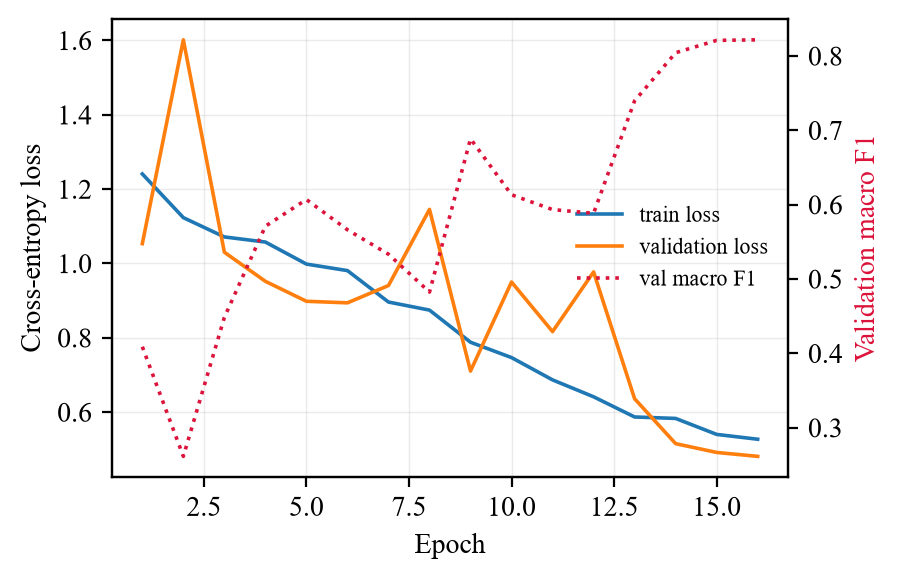 1.6
1.4
1.2
1.0
0.8
0.6
Cross-entropy loss
train loss
validation loss
val macro F1
0.8
0.7
0.6
0.5
0.4
0.3
Validation macro F1
2.5 5.0 7.5 10.0 12.5 15.0
Epoch